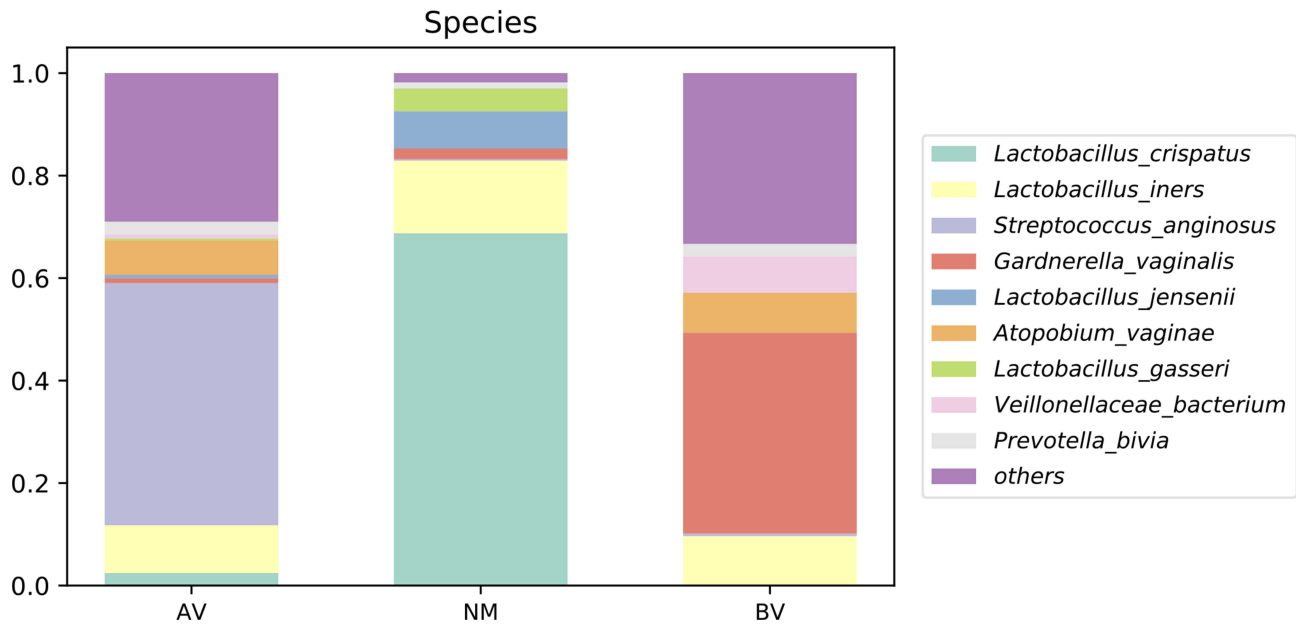 Species
1.0
0.8
0.6
0.4
0.2
0.0
AV
NM
BV
Lactobacillus_crispatus
Lactobacillus_iners
Streptococcus_anginosus
Gardnerella_vaginalis
Lactobacillus_jensenii
Atopobium_vaginae
Lactobacillus_gasseri
Veillonellaceae_bacterium
Prevotella_bivia
others